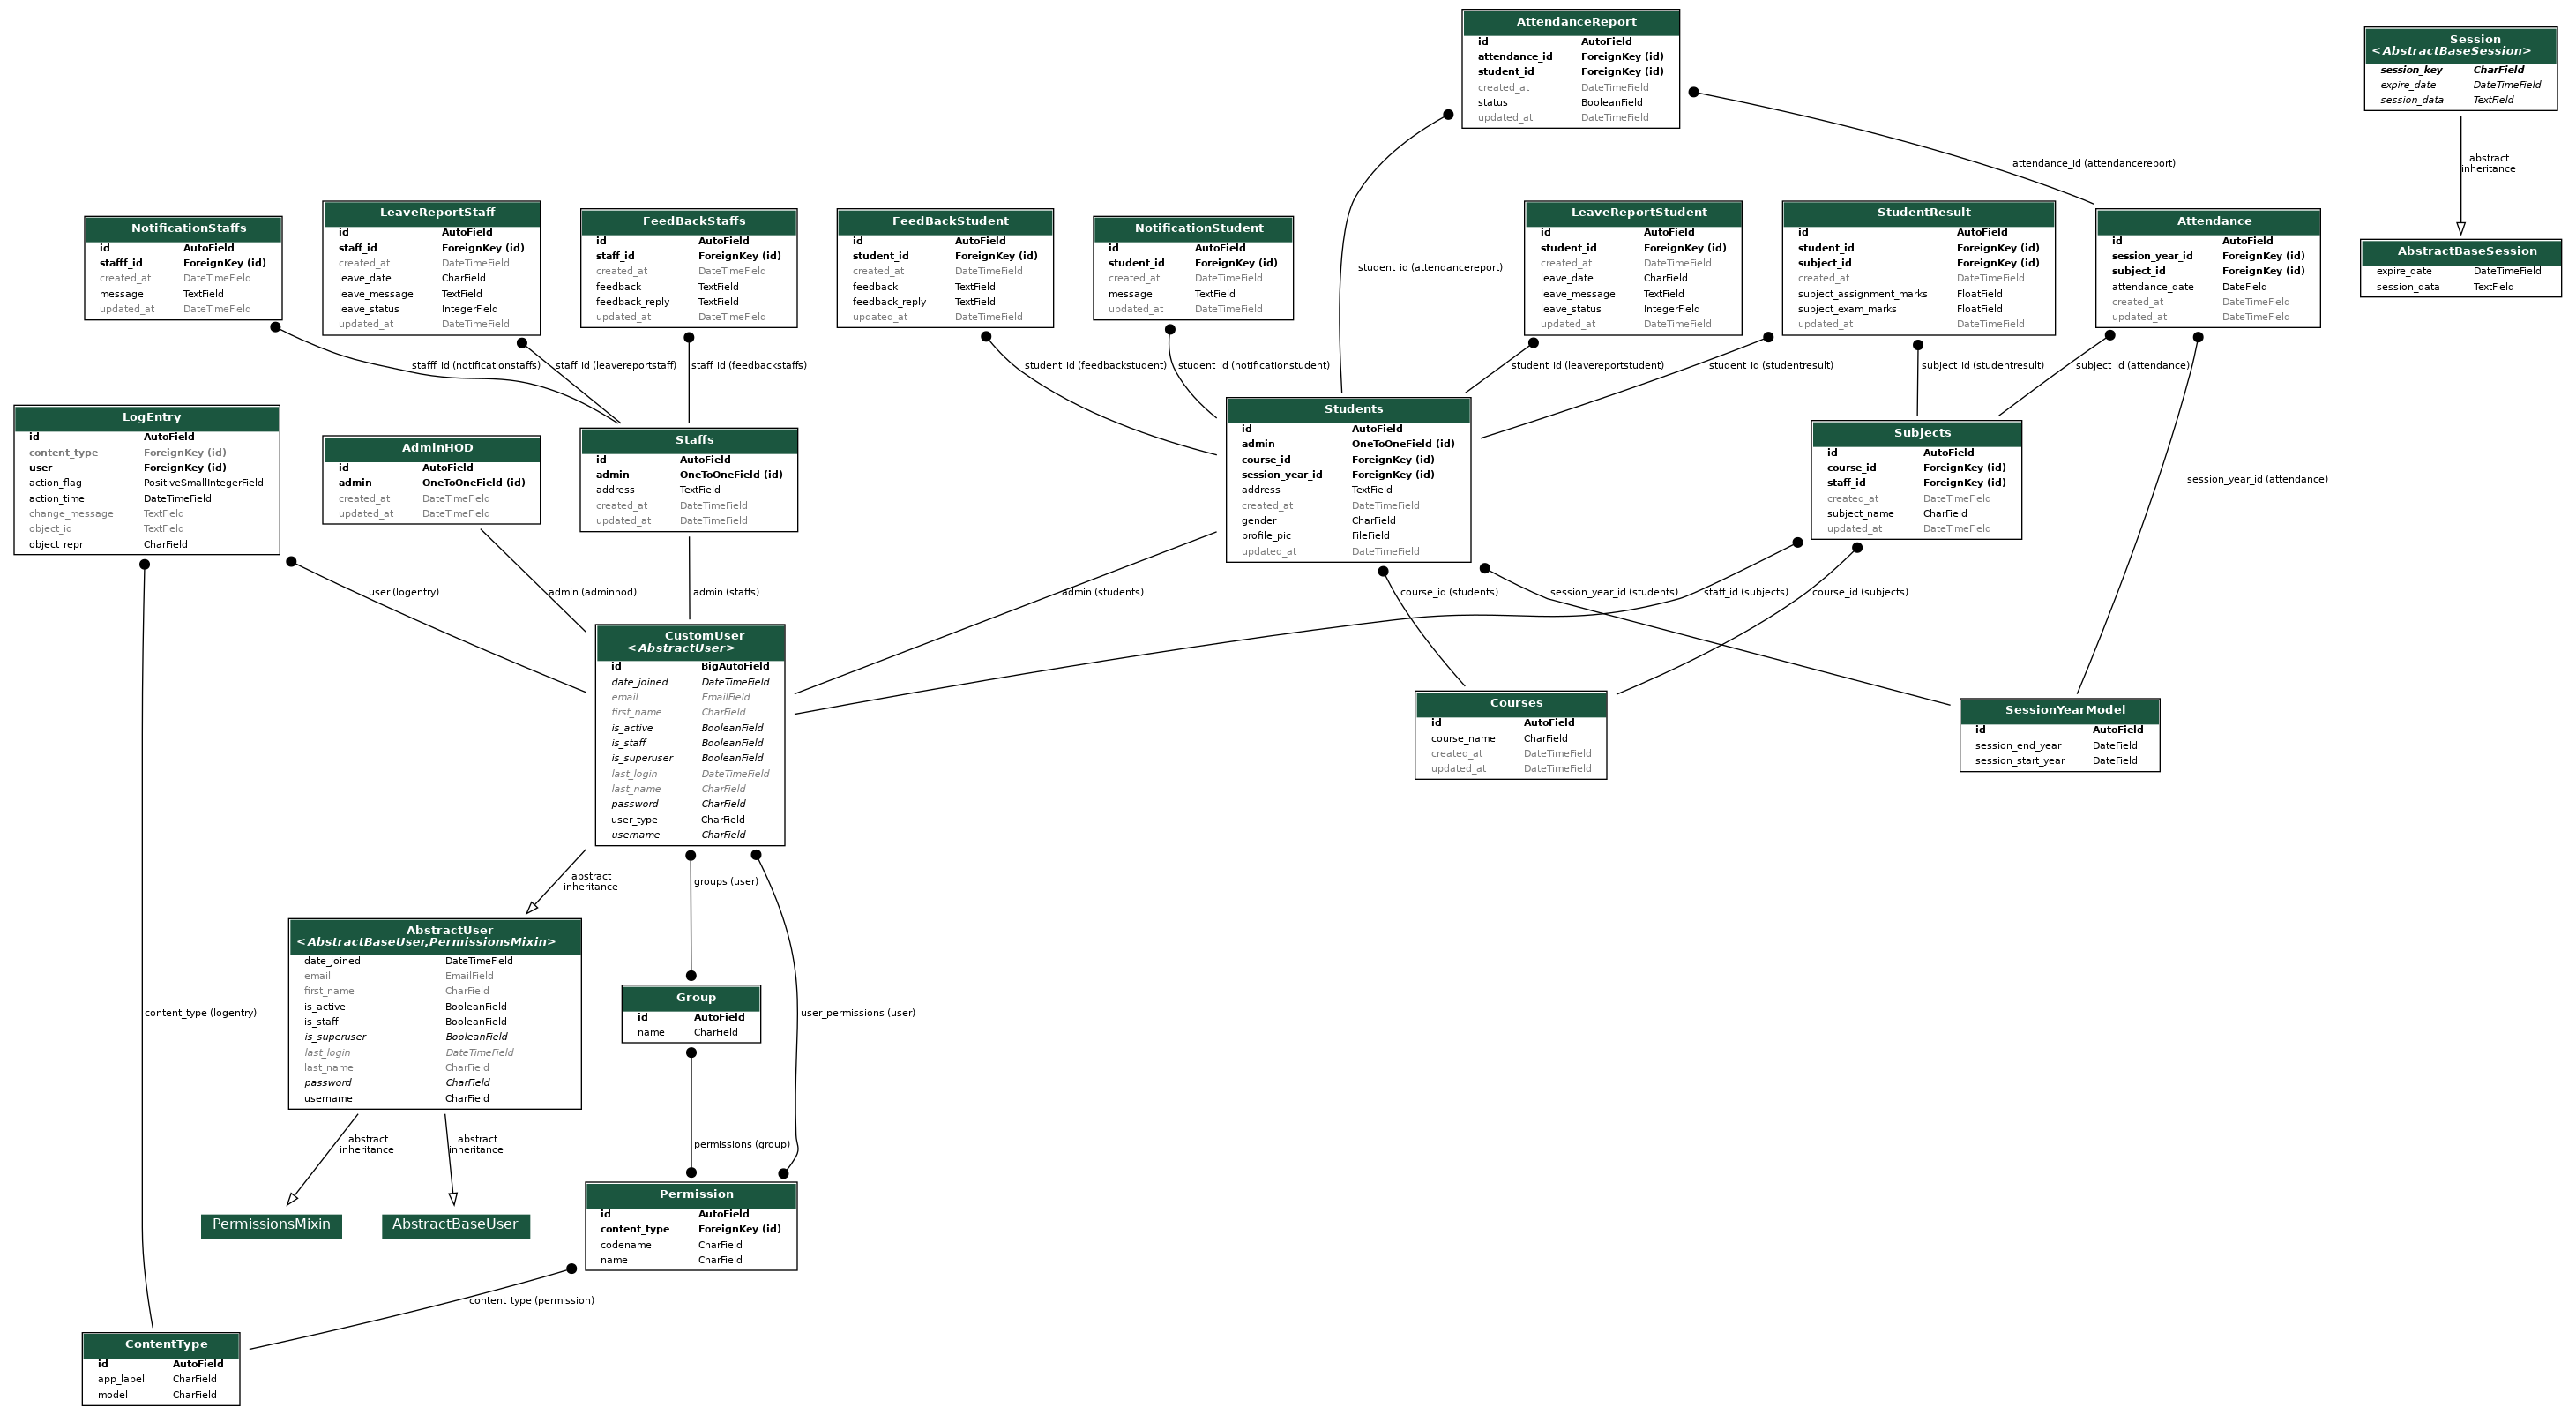 AttendanceReport
id AutoField
attendance_id ForeignKey (id)
student_id ForeignKey (id)
created_at DateTimeField
status BooleanField
updated_at DateTimeField
Session
<AbstractBaseSession>
session_key CharField
expire_date DateTimeField
session_data TextField
attendance_id (attendancereport)
abstract
inheritance
NotificationStaffs
id AutoField
stafff_id ForeignKey (id)
created_at DateTimeField
message TextField
updated_at DateTimeField
LeaveReportStaff
id AutoField
staff_id ForeignKey (id)
created_at DateTimeField
leave_date CharField
leave_message TextField
leave_status IntegerField
updated_at DateTimeField
FeedBackStaffs
id AutoField
staff_id ForeignKey (id)
created_at DateTimeField
feedback TextField
feedback_reply TextField
updated_at DateTimeField
FeedBackStudent
id AutoField
student_id ForeignKey (id)
created_at DateTimeField
feedback TextField
feedback_reply TextField
updated_at DateTimeField
NotificationStudent
id AutoField
student_id ForeignKey (id)
created_at DateTimeField
message TextField
updated_at DateTimeField
student_id (attendancereport)
LeaveReportStudent
id AutoField
student_id ForeignKey (id)
created_at DateTimeField
leave_date CharField
leave_message TextField
leave_status IntegerField
updated_at DateTimeField
StudentResult
id AutoField
student_id ForeignKey (id)
subject_id ForeignKey (id)
created_at DateTimeField
subject_assignment_marks FloatField
subject_exam_marks FloatField
updated_at DateTimeField
Attendance
id AutoField
session_year_id ForeignKey (id)
subject_id ForeignKey (id)
attendance_date DateField
created_at DateTimeField
updated_at DateTimeField
AbstractBaseSession
expire_date DateTimeField
session_data TextField
stafff_id (notificationstaffs)
staff_id (leavereportstaff)
staff_id (feedbackstaffs)
student_id (feedbackstudent)
student_id (notificationstudent)
student_id (leavereportstudent)
student_id (studentresult)
subject_id (studentresult)
subject_id (attendance)
LogEntry
id AutoField
content_type ForeignKey (id)
user ForeignKey (id)
action_flag PositiveSmallIntegerField
action_time DateTimeField
change_message TextField
object_id TextField
object_repr CharField
AdminHOD
id AutoField
admin OneToOneField (id)
created_at DateTimeField
updated_at DateTimeField
Staffs
id AutoField
admin OneToOneField (id)
address TextField
created_at DateTimeField
updated_at DateTimeField
Students
id AutoField
admin OneToOneField (id)
course_id ForeignKey (id)
session_year_id ForeignKey (id)
address TextField
created_at DateTimeField
gender CharField
profile_pic FileField
updated_at DateTimeField
Subjects
id AutoField
course_id ForeignKey (id)
staff_id ForeignKey (id)
created_at DateTimeField
subject_name CharField
updated_at DateTimeField
session_year_id (attendance)
user (logentry)
admin (adminhod)
admin (staffs)
admin (students)
course_id (students)
session_year_id (students)
staff_id (subjects)
course_id (subjects)
CustomUser
<AbstractUser>
id BigAutoField
date_joined DateTimeField
email EmailField
first_name CharField
is_active BooleanField
is_staff BooleanField
is_superuser BooleanField
last_login DateTimeField
last_name CharField
password CharField
user_type CharField
username CharField
Courses
id AutoField
course_name CharField
created_at DateTimeField
updated_at DateTimeField
SessionYearModel
id AutoField
session_end_year DateField
session_start_year DateField
abstract
inheritance
groups (user)
AbstractUser
<AbstractBaseUser,PermissionsMixin>
date_joined DateTimeField
email EmailField
first_name CharField
is_active BooleanField
is_staff BooleanField
is_superuser BooleanField
last_login DateTimeField
last_name CharField
password CharField
username CharField
Group
id AutoField
name CharField
content_type (logentry)
user_permissions (user)
abstract
inheritance
abstract
inheritance
permissions (group)
PermissionsMixin
AbstractBaseUser
Permission
id AutoField
content_type ForeignKey (id)
codename CharField
name CharField
content_type (permission)
ContentType
id AutoField
app_label CharField
model CharField